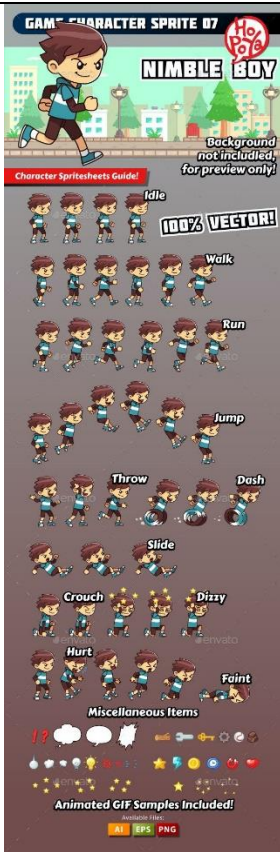 GAME CHARACTER SPRITE 07
HoPoYa
NIMBLE BOY
Background
not included,
for preview only!
Character Spritesheets Guide!
Idle
100% VECTOR!
Walk
Run
Jump
Throw
Dash
Slide
Crouch
Dizzy
Hurt
Faint
Miscellaneous Items
!?
Animated GIF Samples Included!
Available Files:
AI
EPS
PNG
envato